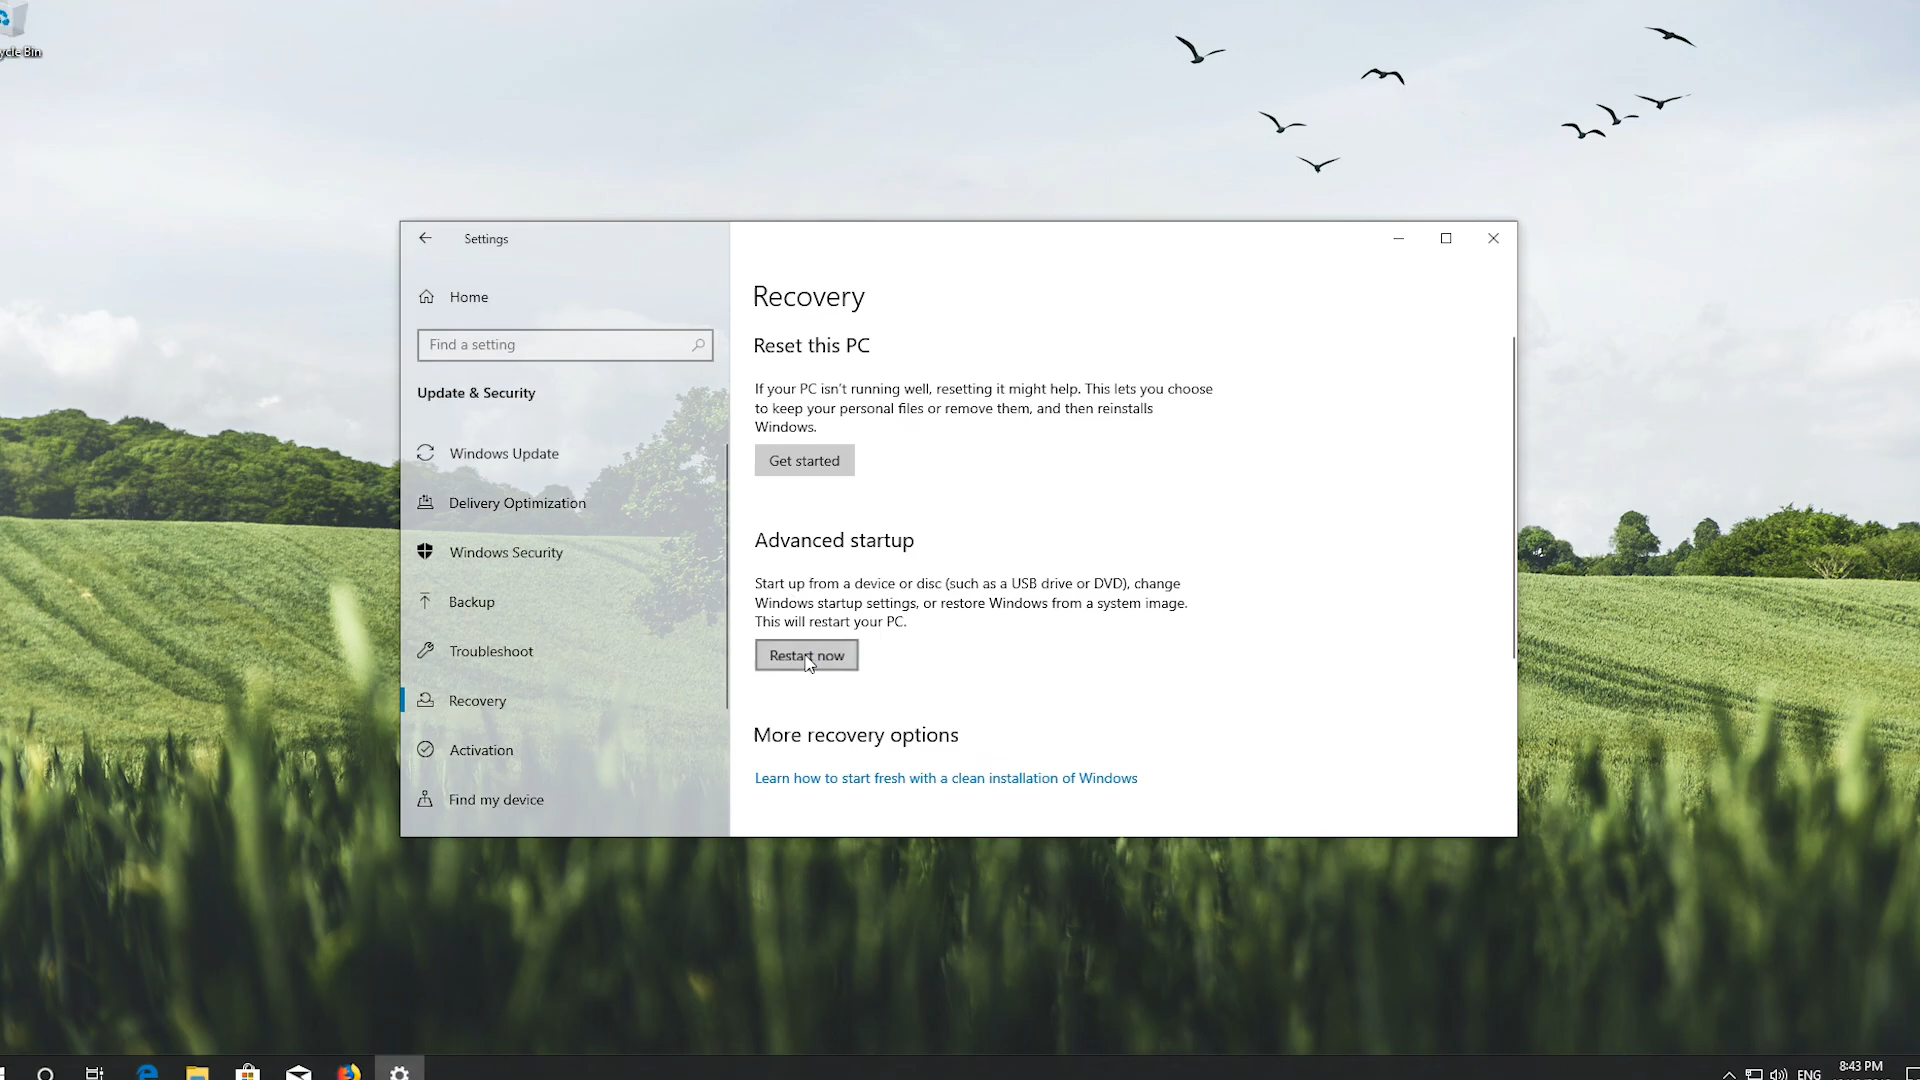 ycle Bin
Settings
Home
Find a setting
Update & Security
Windows Update
Delivery Optimization
Windows Security
Backup
Troubleshoot
Recovery
Activation
Find my device
Recovery
Reset this PC
If your PC isn't running well, resetting it might help. This lets you choose
to keep your personal files or remove them, and then reinstalls
Windows.
Get started
Advanced startup
Start up from a device or disc (such as a USB drive or DVD), change
Windows startup settings, or restore Windows from a system image.
This will restart your PC.
Restart now
More recovery options
Learn how to start fresh with a clean installation of Windows
ENG
8:43 PM